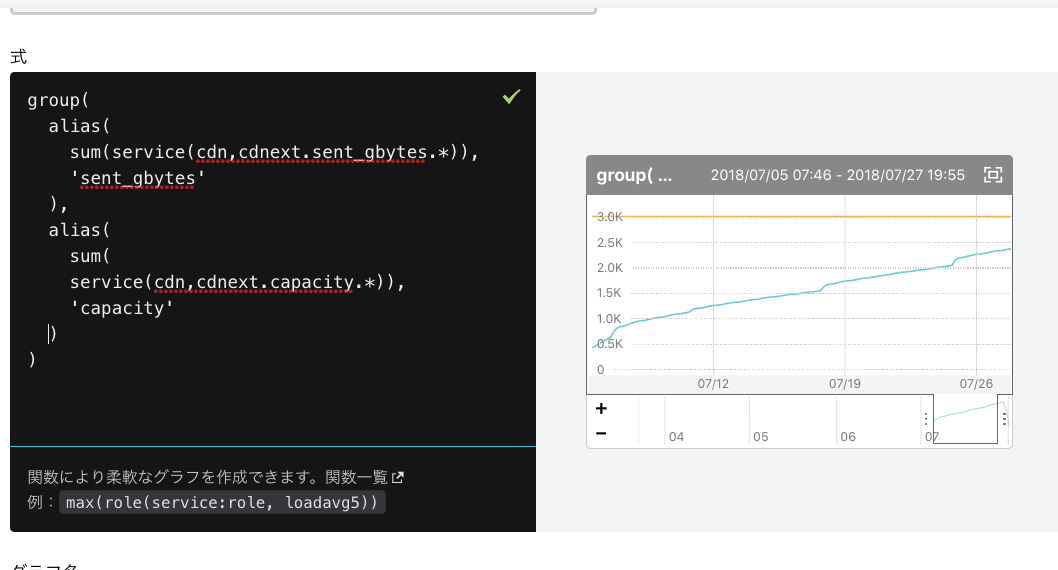 式
group(
alias(
sum(service(cdn,cdnext.sent_gbytes.*)),
'sent_gbytes'
),
alias(
sum(
service(cdn,cdnext.capacity.*)),
'capacity'
)
)
関数により柔軟なグラフを作成できます。関数一覧
例：max(role(service:role, loadavg5))
group( ... 2018/07/05 07:46 - 2018/07/27 19:55
3.0K
2.5K
2.0K
1.5K
1.0K
0.5K
0
07/12 07/19 07/26
+
−
04 05 06 07